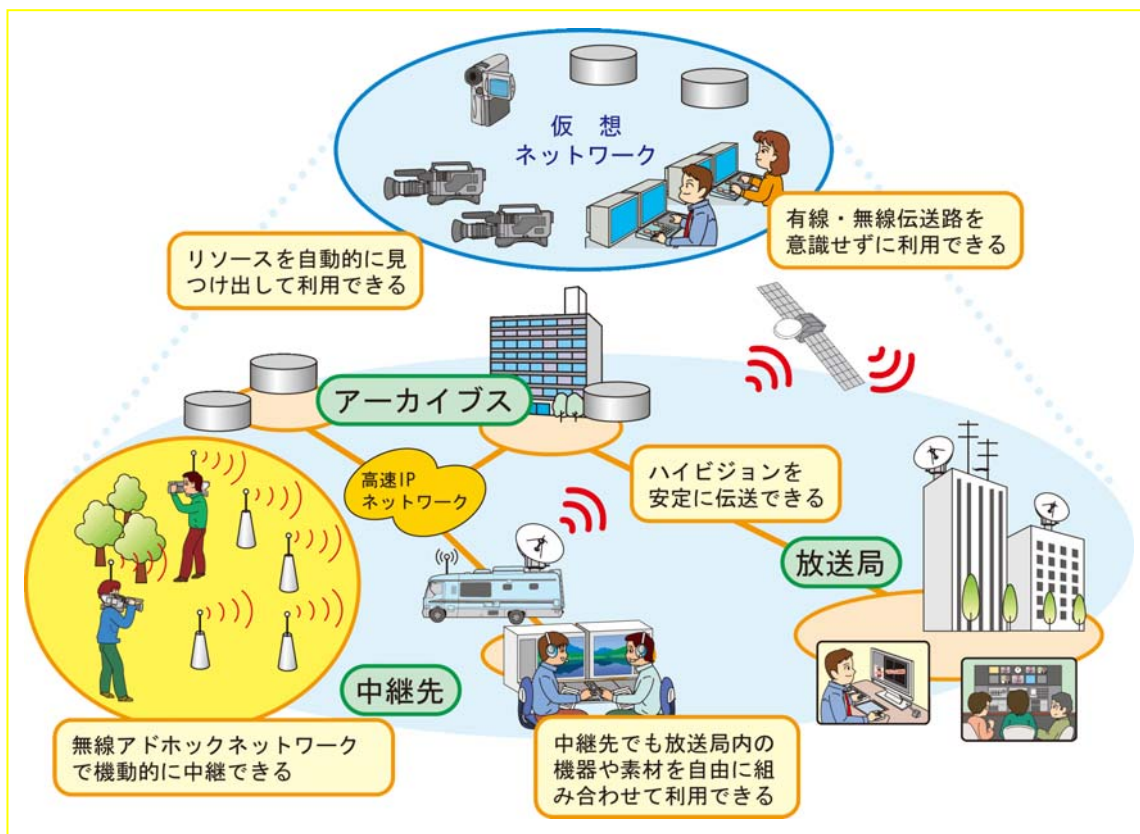 仮 想
ネットワーク
有線・無線伝送路を
意識せずに利用できる
リソースを自動的に見
つけ出して利用できる
アーカイブス
高速IP
ネットワーク
ハイビジョンを
安定に伝送できる
放送局
中継先
無線アドホックネットワーク
で機動的に中継できる
中継先でも放送局内の
機器や素材を自由に組
み合わせて利用できる